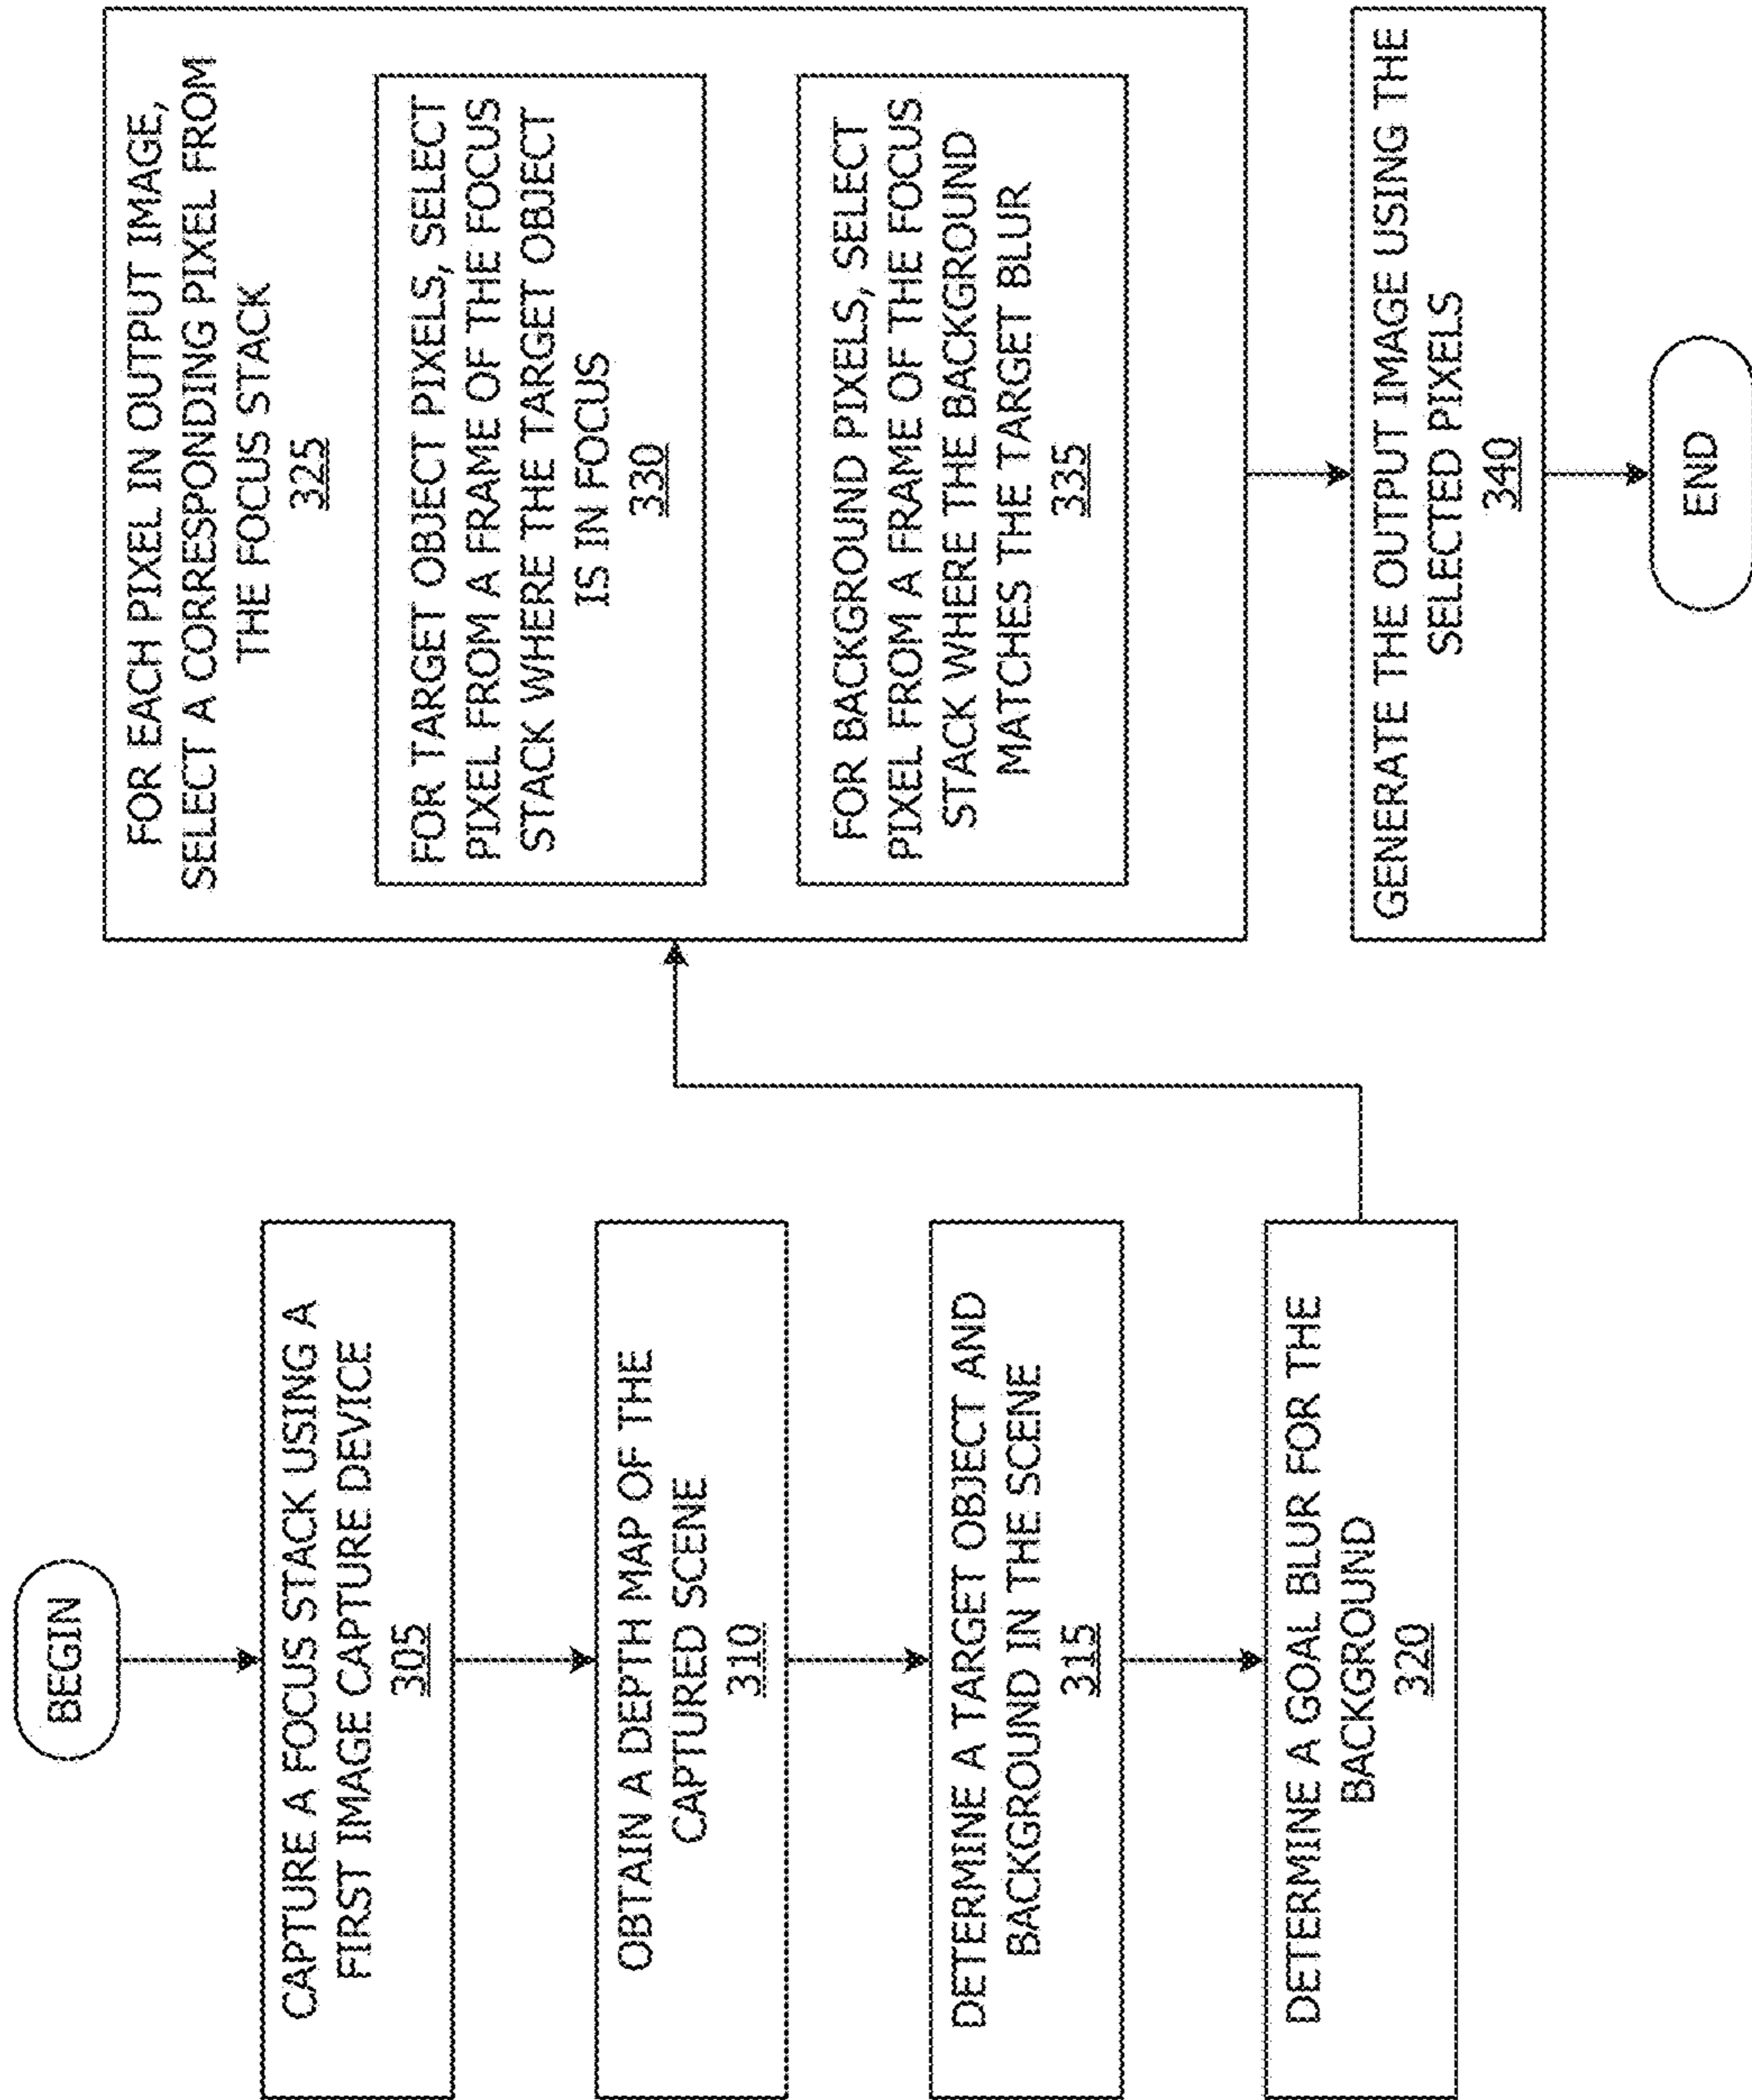 BEGIN
CAPTURE A FOCUS STACK USING A
FIRST IMAGE CAPTURE DEVICE
305
OBTAIN A DEPTH MAP OF THE
CAPTURED SCENE
310
DETERMINE A TARGET OBJECT AND
BACKGROUND IN THE SCENE
315
DETERMINE A GOAL BLUR FOR THE
BACKGROUND
320
FOR EACH PIXEL IN OUTPUT IMAGE,
SELECT A CORRESPONDING PIXEL FROM
THE FOCUS STACK
325
FOR TARGET OBJECT PIXELS, SELECT
PIXEL FROM A FRAME OF THE FOCUS
STACK WHERE THE TARGET OBJECT
IS IN FOCUS
330
FOR BACKGROUND PIXELS, SELECT
PIXEL FROM A FRAME OF THE FOCUS
STACK WHERE THE BACKGROUND
MATCHES THE TARGET BLUR
335
GENERATE THE OUTPUT IMAGE USING THE
SELECTED PIXELS
340
END